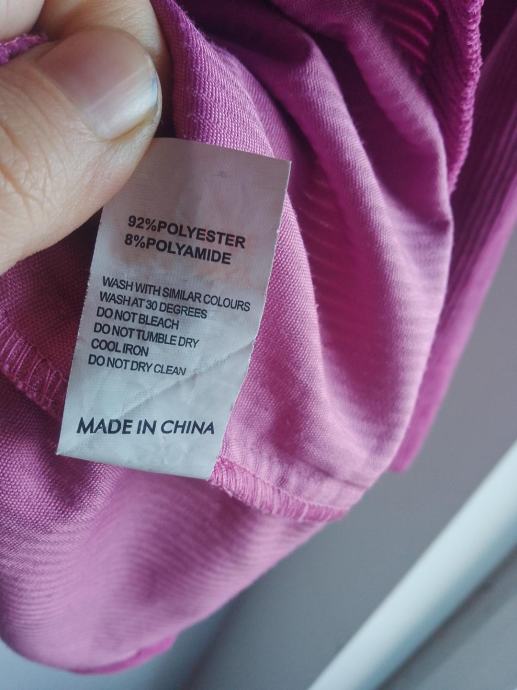 92%POLYESTER
8%POLYAMIDE
WASH WITH SIMILAR COLOURS
WASH AT 30 DEGREES
DO NOT BLEACH
DO NOT TUMBLE DRY
COOL IRON
DO NOT DRY CLEAN
MADE IN CHINA